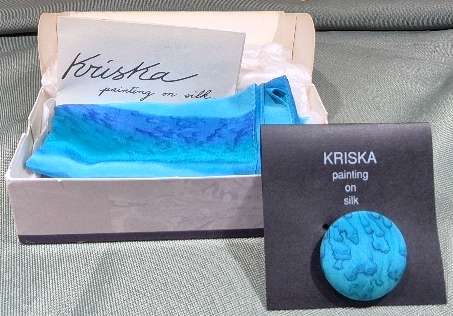 Kriska
painting on silk
KRISKA
painting
on
silk